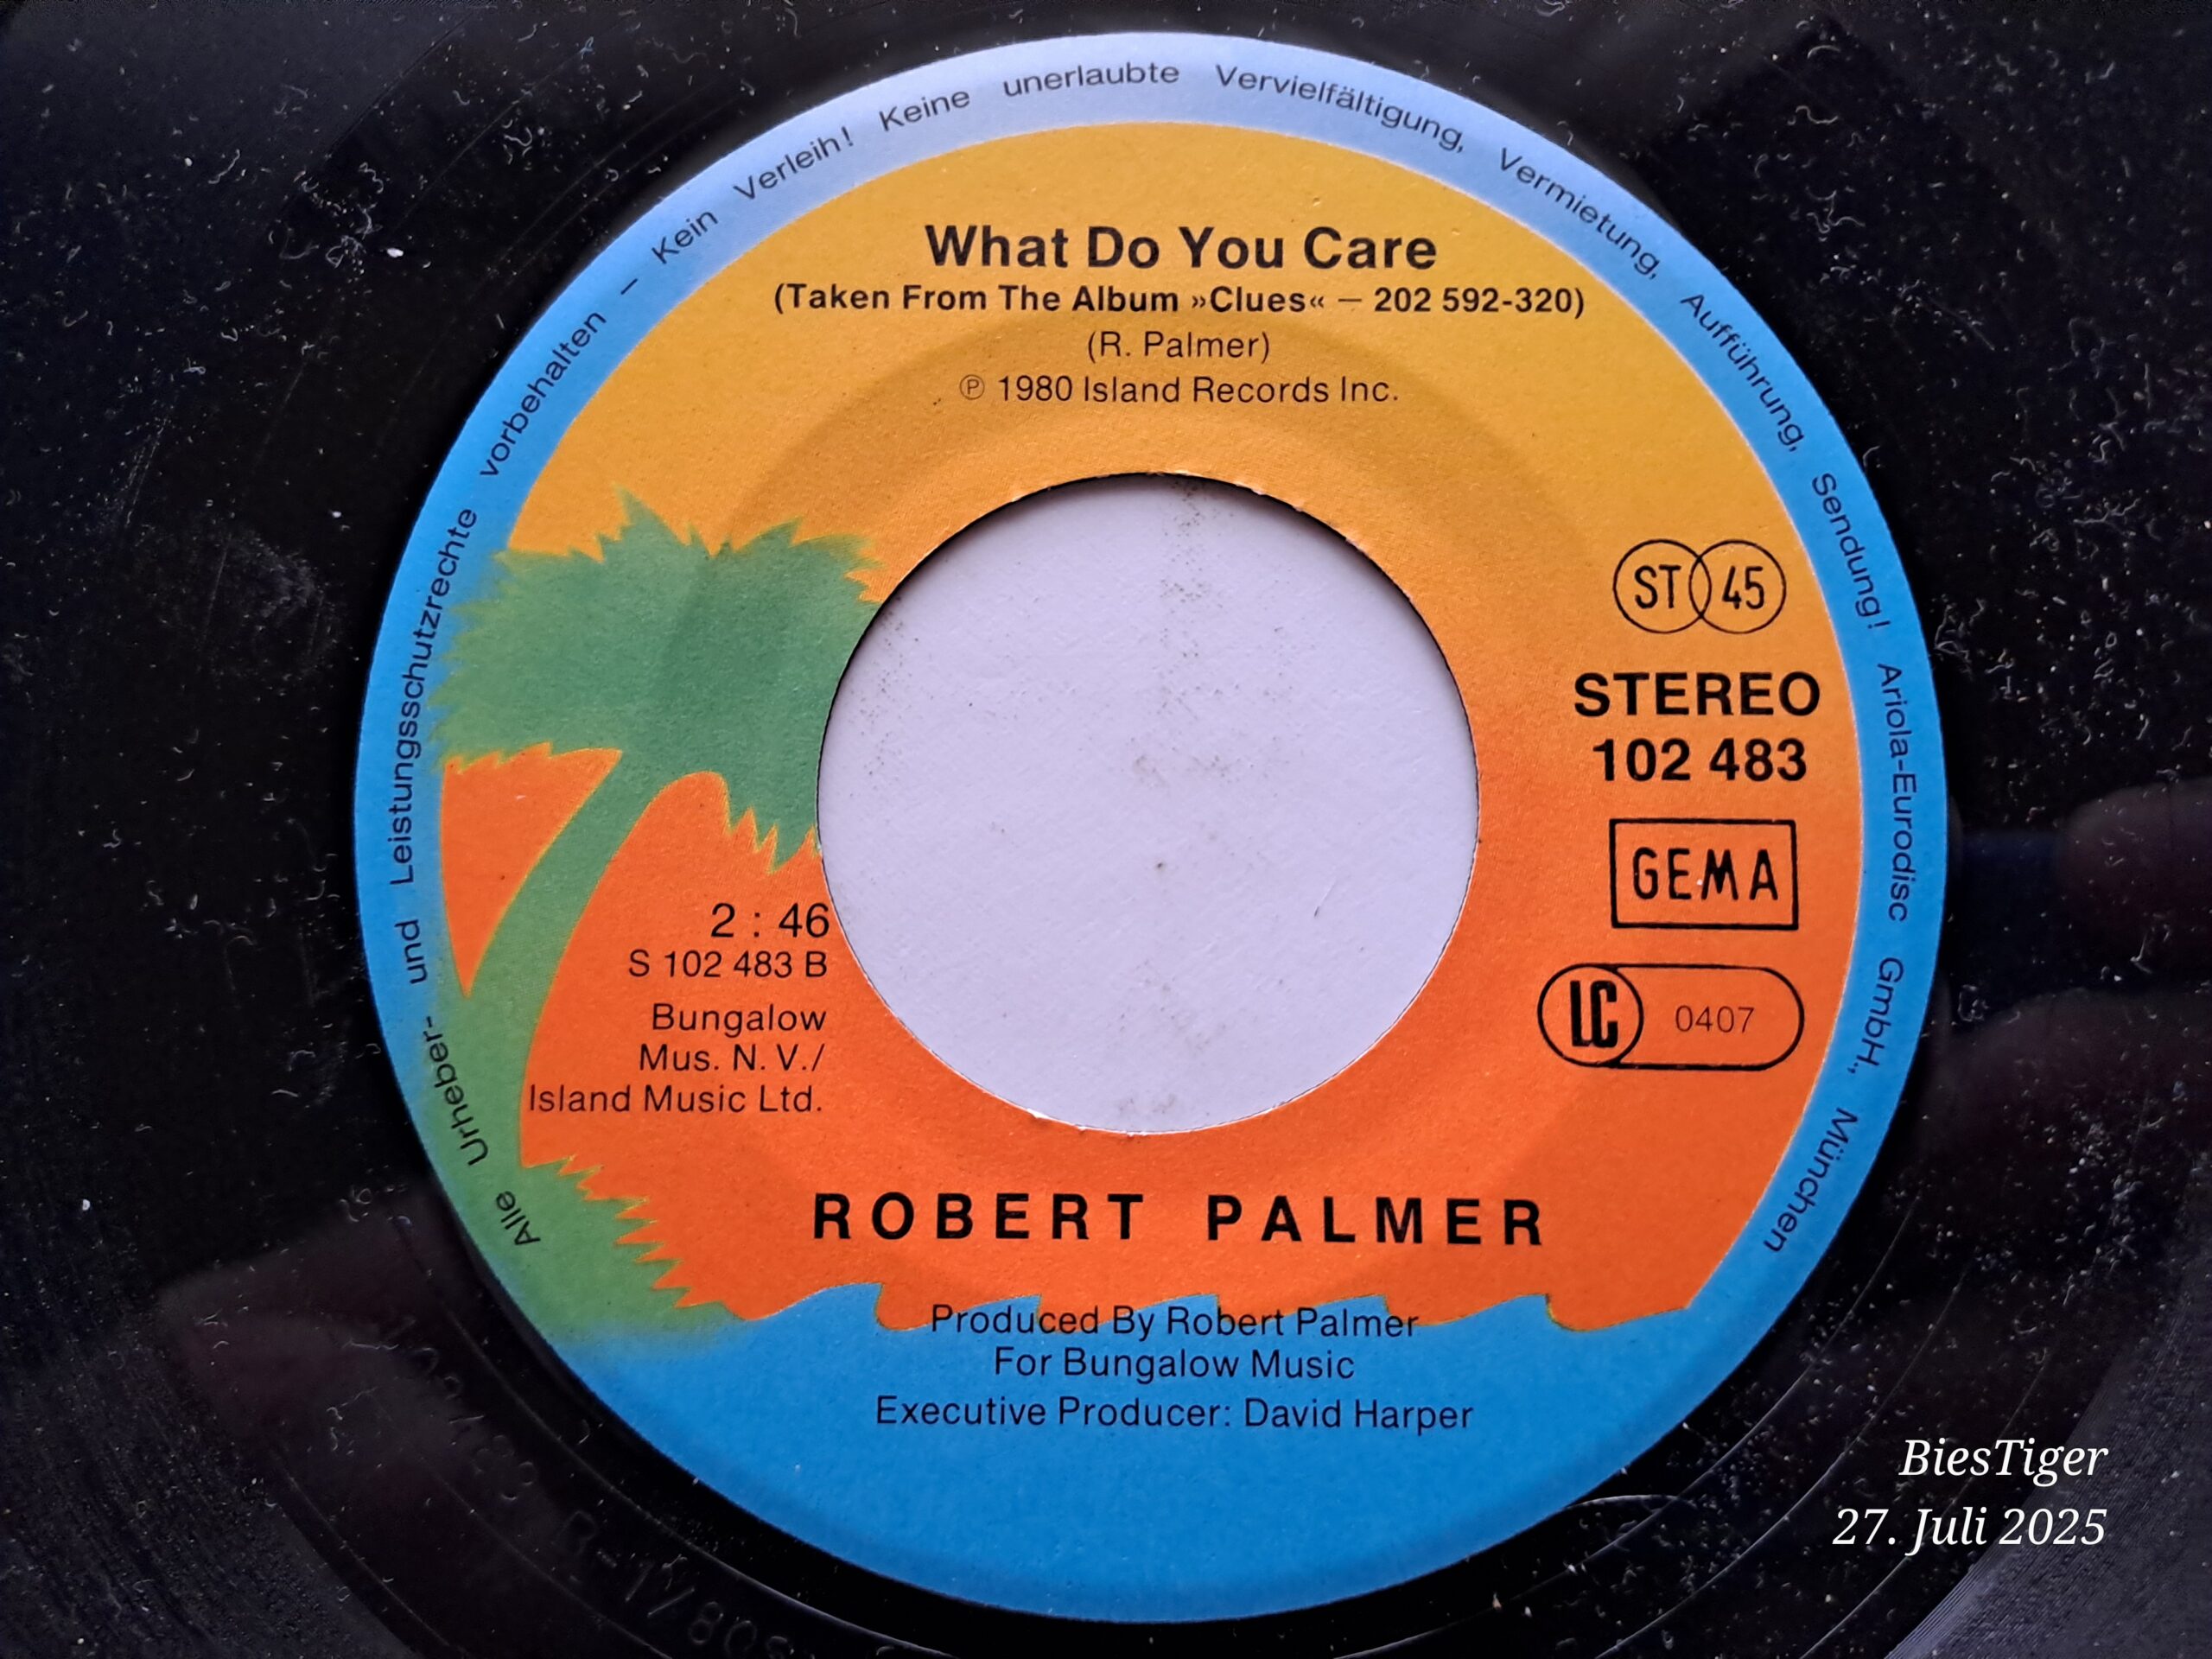 Alle Urheber- und Leistungsschutzrechte vorbehalten – Kein Verleih! Keine unerlaubte Vervielfältigung, Vermietung, Aufführung, Sendung! Ariola-Eurodisc GmbH., München
What Do You Care
(Taken From The Album »Clues« – 202 592-320)
(R. Palmer)
℗ 1980 Island Records Inc.
ST 45
STEREO
102 483
GEMA
LC 0407
2 : 46
S 102 483 B
Bungalow
Mus. N. V./
Island Music Ltd.
ROBERT PALMER
Produced By Robert Palmer
For Bungalow Music
Executive Producer: David Harper
BiesTiger
27. Juli 2025